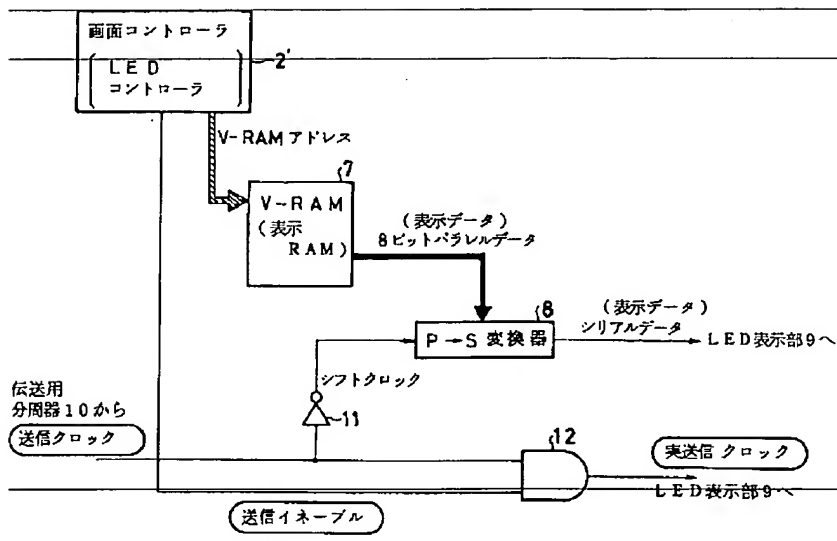 画面コントローラ
LED
コントローラ
2'
V-RAMアドレス
7
V-RAM
(表示
RAM)
(表示データ)
8ビットパラレルデータ
8
P→S 変換器
(表示データ)
シリアルデータ
LED表示部9へ
シフトクロック
伝送用
分周器10から
送信クロック
11
12
実送信 クロック
LED表示部9へ
送信イネーブル